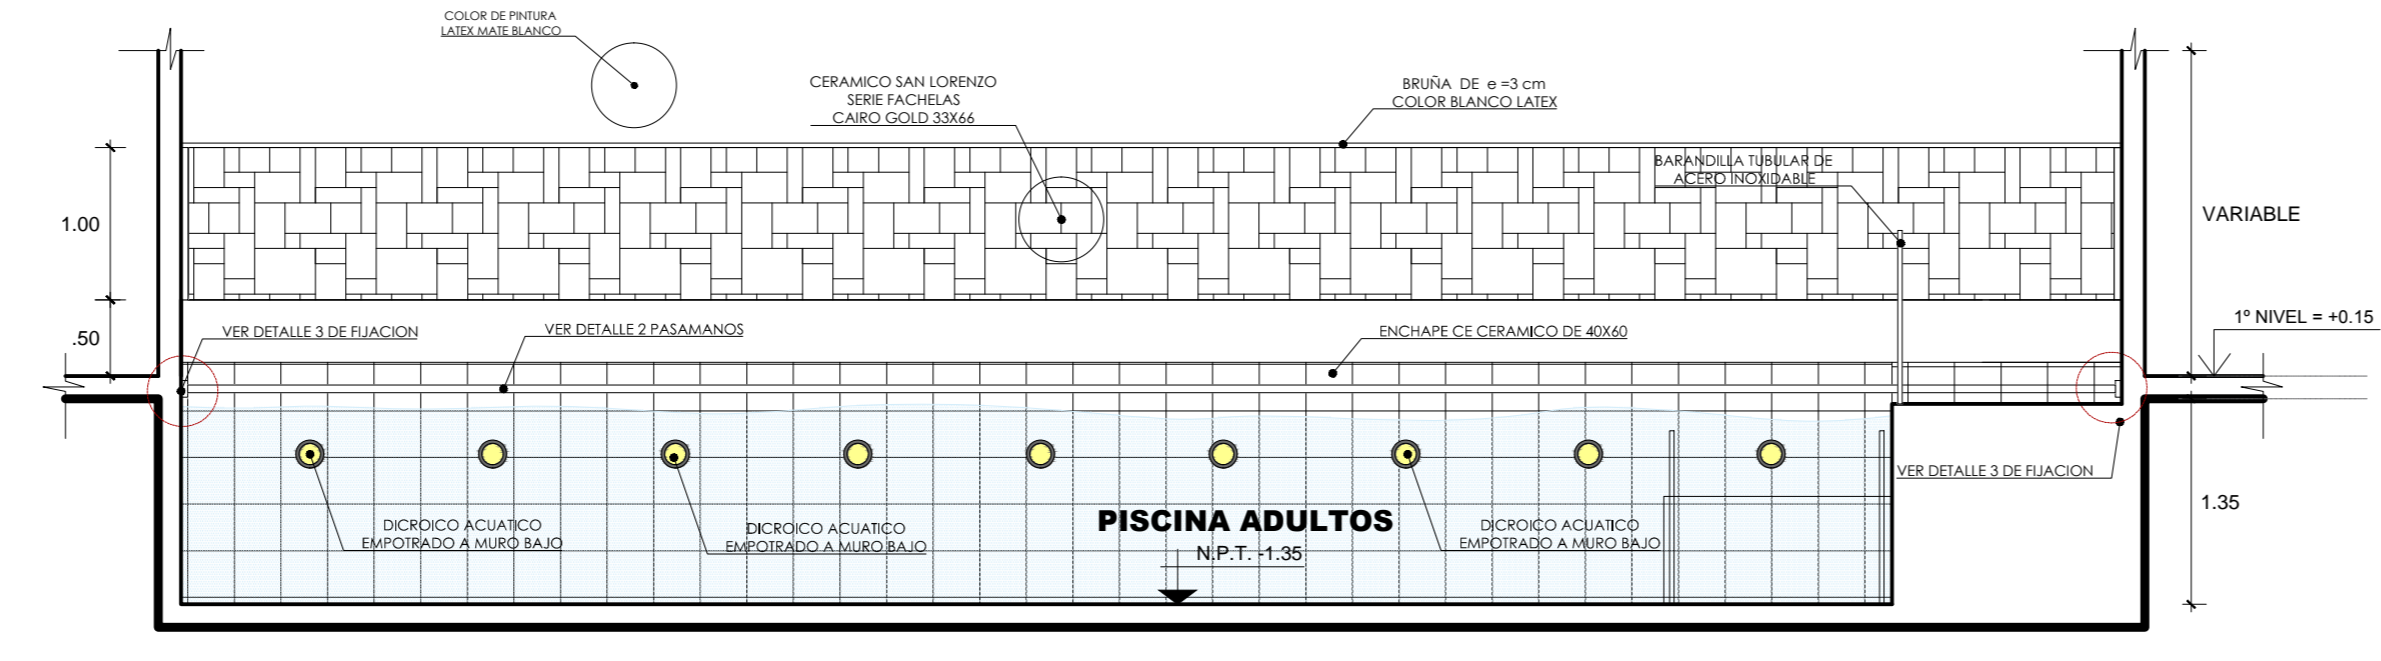 COLOR DE PINTURA
LATEX MATE BLANCO
CERAMICO SAN LORENZO
SERIE FACHELAS
CAIRO GOLD 33X66
BRUÑA DE e =3 cm
COLOR BLANCO LATEX
BARANDILLA TUBULAR DE
ACERO INOXIDABLE
1.00
VARIABLE
.50
VER DETALLE 3 DE FIJACION
VER DETALLE 2 PASAMANOS
ENCHAPE CE CERAMICO DE 40X60
1º NIVEL = +0.15
VER DETALLE 3 DE FIJACION
1.35
DICROICO ACUATICO
EMPOTRADO A MURO BAJO
DICROICO ACUATICO
EMPOTRADO A MURO BAJO
PISCINA ADULTOS
N.P.T. -1.35
DICROICO ACUATICO
EMPOTRADO A MURO BAJO